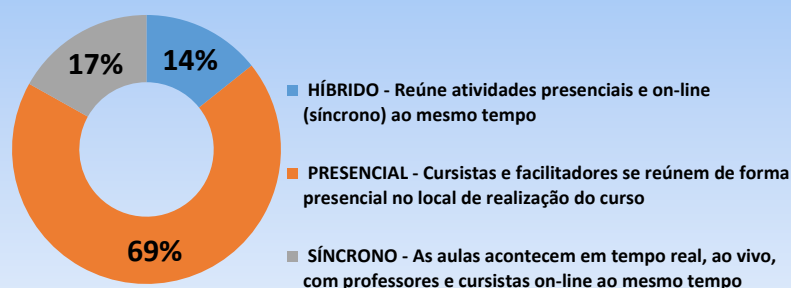 17%
14%
69%
HÍBRIDO - Reúne atividades presenciais e on-line
(síncrono) ao mesmo tempo
PRESENCIAL - Cursistas e facilitadores se reúnem de forma
presencial no local de realização do curso
SÍNCRONO - As aulas acontecem em tempo real, ao vivo,
com professores e cursistas on-line ao mesmo tempo